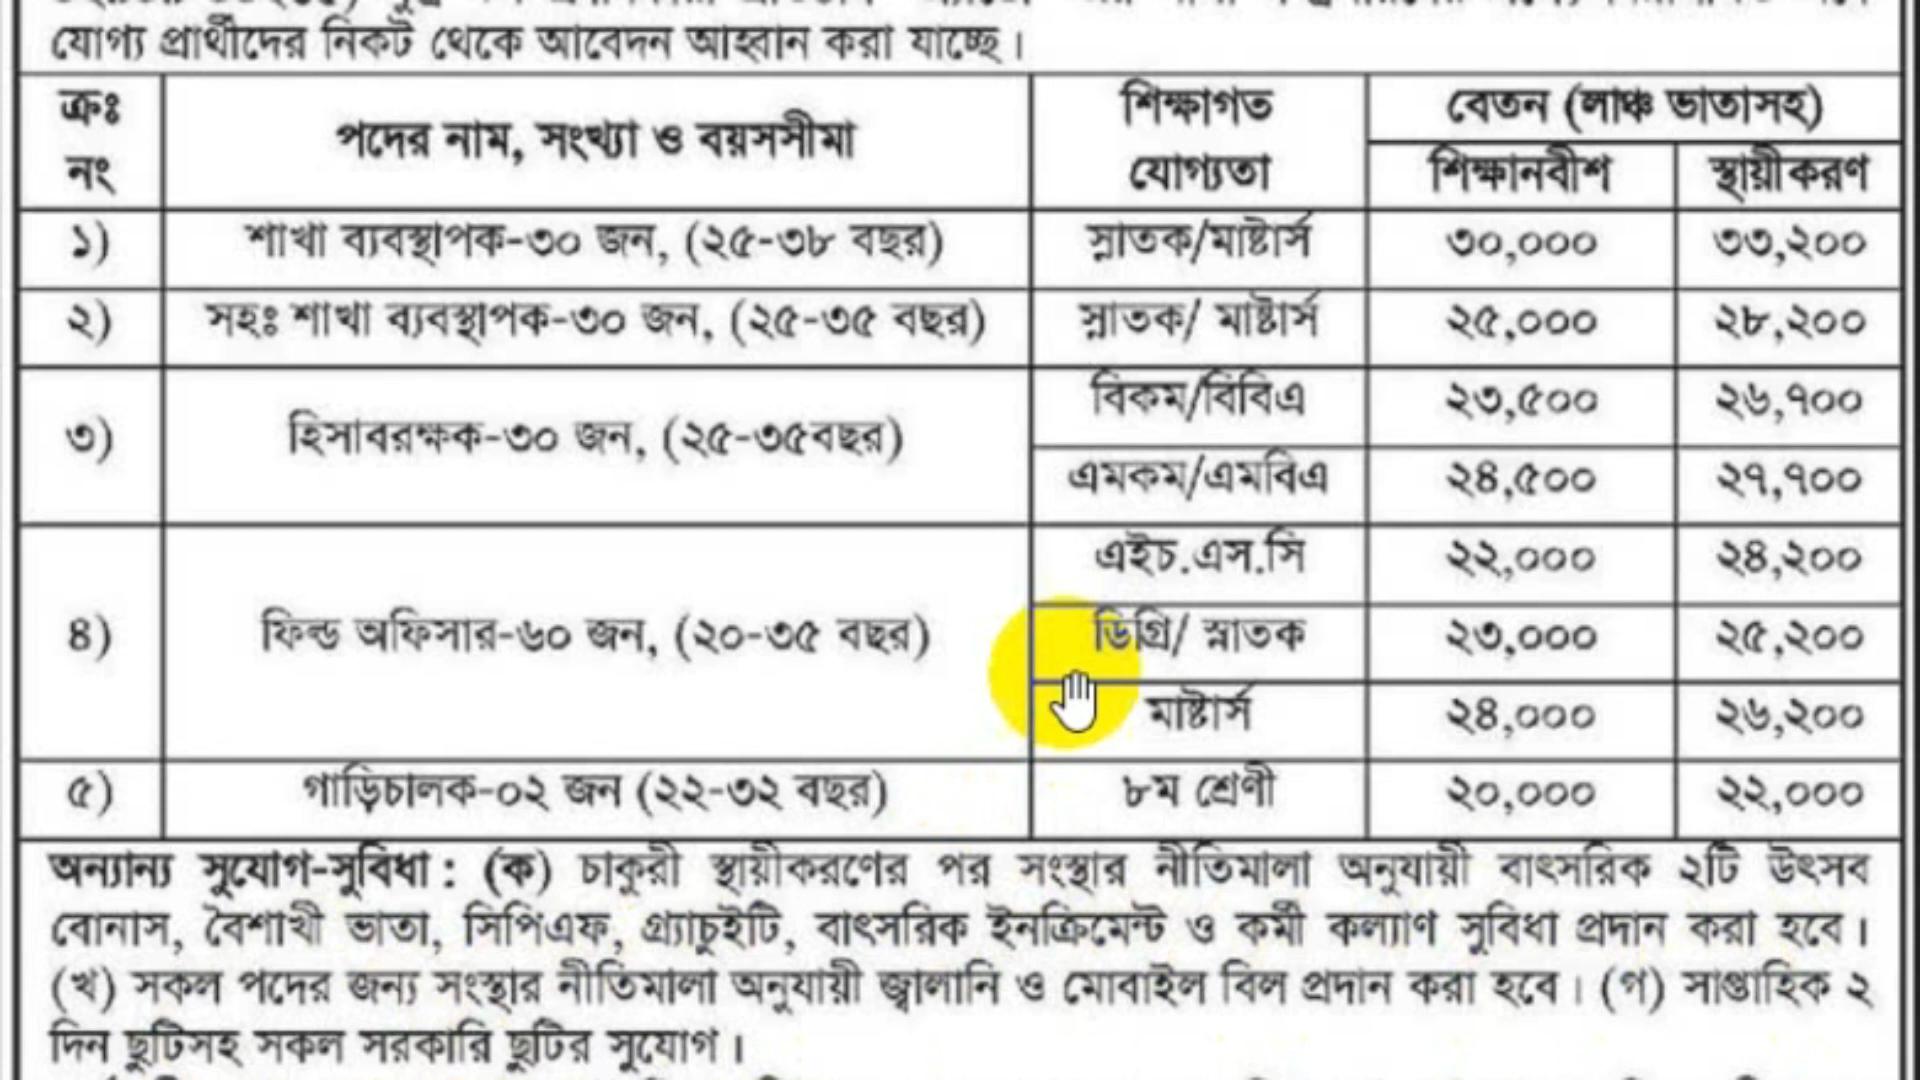 যোগ্য প্রার্থীদের নিকট থেকে আবেদন আহ্বান করা যাচ্ছে।
ক্রঃ নং
পদের নাম, সংখ্যা ও বয়সসীমা
শিক্ষাগত যোগ্যতা
বেতন (লাঞ্চ ভাতাসহ)
শিক্ষানবীশ
স্থায়ীকরণ
১) শাখা ব্যবস্থাপক-৩০ জন, (২৫-৩৮ বছর) স্নাতক/মাষ্টার্স ৩০,০০০ ৩৩,২০০
২) সহঃ শাখা ব্যবস্থাপক-৩০ জন, (২৫-৩৫ বছর) স্নাতক/ মাষ্টার্স ২৫,০০০ ২৮,২০০
৩) হিসাবরক্ষক-৩০ জন, (২৫-৩৫বছর)
বিকম/বিবিএ ২৩,৫০০ ২৬,৭০০
এমকম/এমবিএ ২৪,৫০০ ২৭,৭০০
৪) ফিল্ড অফিসার-৬০ জন, (২০-৩৫ বছর)
এইচ.এস.সি ২২,০০০ ২৪,২০০
ডিগ্রি/ স্নাতক ২৩,০০০ ২৫,২০০
মাষ্টার্স ২৪,০০০ ২৬,২০০
৫) গাড়িচালক-০২ জন (২২-৩২ বছর) ৮ম শ্রেণী ২০,০০০ ২২,০০০
অন্যান্য সুযোগ-সুবিধা : (ক) চাকুরী স্থায়ীকরণের পর সংস্থার নীতিমালা অনুযায়ী বাৎসরিক ২টি উৎসব
বোনাস, বৈশাখী ভাতা, সিপিএফ, গ্র্যাচুইটি, বাৎসরিক ইনক্রিমেন্ট ও কর্মী কল্যাণ সুবিধা প্রদান করা হবে।
(খ) সকল পদের জন্য সংস্থার নীতিমালা অনুযায়ী জ্বালানি ও মোবাইল বিল প্রদান করা হবে। (গ) সাপ্তাহিক ২
দিন ছুটিসহ সকল সরকারি ছুটির সুযোগ।